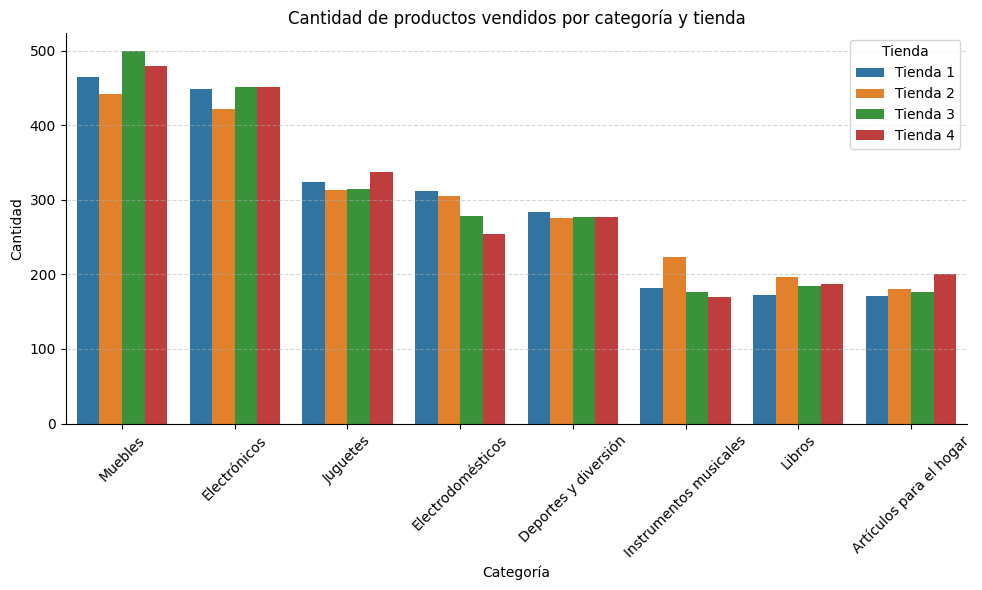 Cantidad de productos vendidos por categoría y tienda
Tienda
Tienda 1
Tienda 2
Tienda 3
Tienda 4
Cantidad
500
400
300
200
100
0
Muebles
Electrónicos
Juguetes
Electrodomésticos
Deportes y diversión
Instrumentos musicales
Libros
Artículos para el hogar
Categoría